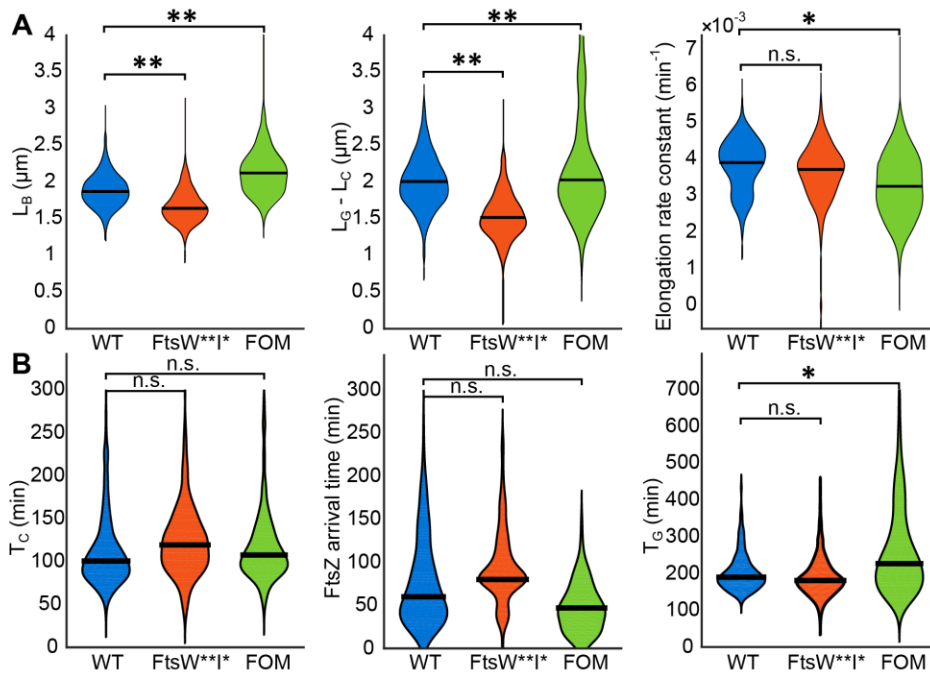 A
**
**
4
3.5
3
2.5
2
1.5
1
0.5
0
L_B (μm)
WT FtsW**I* FOM
**
**
4
3.5
3
2.5
2
1.5
1
0.5
0
L_G - L_C (μm)
WT FtsW**I* FOM
×10⁻³
*
n.s.
7
6
5
4
3
2
1
0
Elongation rate constant (min⁻¹)
WT FtsW**I* FOM
B
n.s.
n.s.
300
250
200
150
100
50
0
T_C (min)
WT FtsW**I* FOM
n.s.
n.s.
300
250
200
150
100
50
0
FtsZ arrival time (min)
WT FtsW**I* FOM
*
n.s.
700
600
500
400
300
200
100
0
T_G (min)
WT FtsW**I* FOM